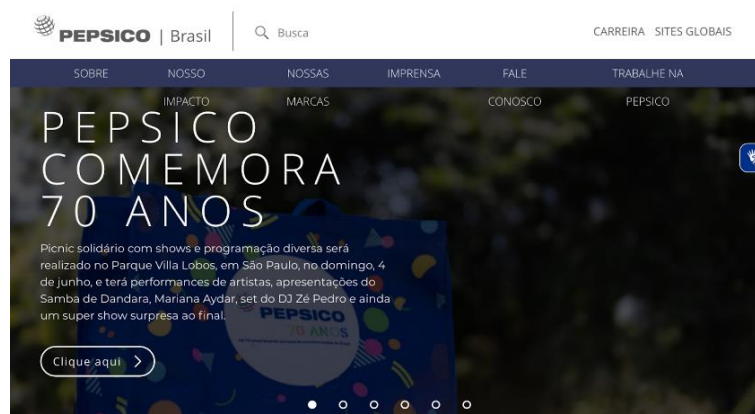 PEPSICO | Brasil
Busca
CARREIRA SITES GLOBAIS
SOBRE NOSSO NOSSAS IMPRENSA FALE TRABALHE NA
IMPACTO MARCAS CONOSCO PEPSICO
PEPSICO
COMEMORA
70 ANOS
Picnic solidário com shows e programação diversa será
realizado no Parque Villa Lobos, em São Paulo, no domingo, 4
de junho, e terá performances de artistas, apresentações do
Samba de Dandara, Mariana Aydar, set do DJ Zé Pedro e ainda
um super show surpresa ao final.
PEPSICO
70 ANOS
Clique aqui